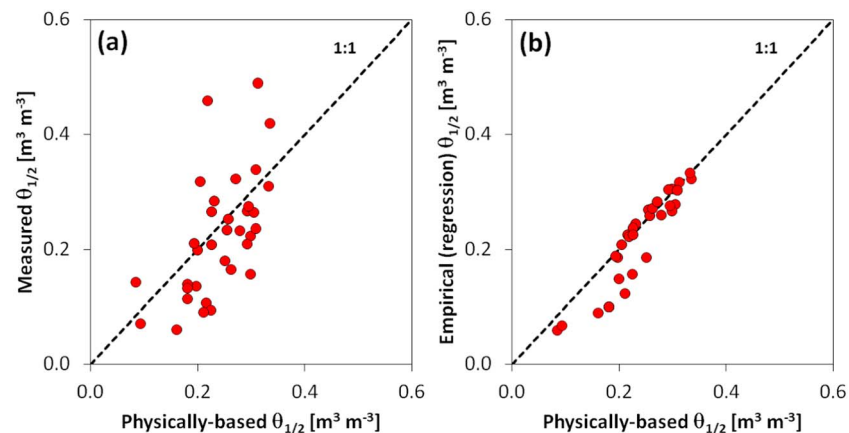 (a)
1:1
0.6
0.4
0.2
0.0
0.0 0.2 0.4 0.6
Measured θ1/2 [m³ m-³]
Physically-based θ1/2 [m³ m-³]
(b)
1:1
0.6
0.4
0.2
0.0
0.0 0.2 0.4 0.6
Empirical (regression) θ1/2 [m³ m-³]
Physically-based θ1/2 [m³ m-³]